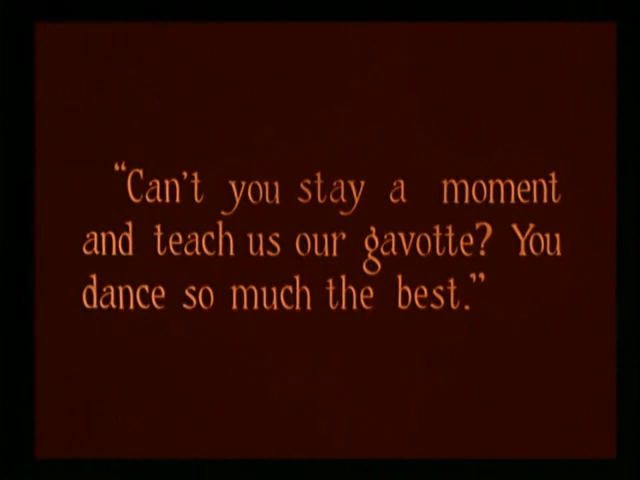 “Can't you stay a moment
and teach us our gavotte? You
dance so much the best.”